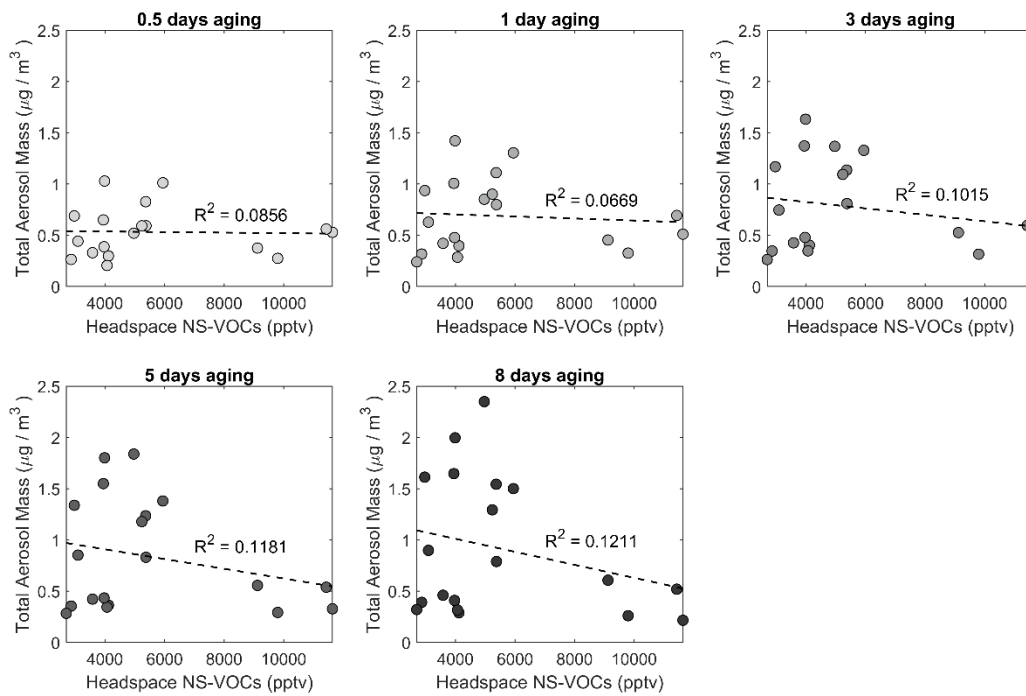 0.5 days aging
Total Aerosol Mass (μg / m³)
2.5
2
1.5
1
0.5
0
R² = 0.0856
4000 6000 8000 10000
Headspace NS-VOCs (pptv)
1 day aging
Total Aerosol Mass (μg / m³)
2.5
2
1.5
1
0.5
0
R² = 0.0669
4000 6000 8000 10000
Headspace NS-VOCs (pptv)
3 days aging
Total Aerosol Mass (μg / m³)
2.5
2
1.5
1
0.5
0
R² = 0.1015
4000 6000 8000 10000
Headspace NS-VOCs (pptv)
5 days aging
Total Aerosol Mass (μg / m³)
2.5
2
1.5
1
0.5
0
R² = 0.1181
4000 6000 8000 10000
Headspace NS-VOCs (pptv)
8 days aging
Total Aerosol Mass (μg / m³)
2.5
2
1.5
1
0.5
0
R² = 0.1211
4000 6000 8000 10000
Headspace NS-VOCs (pptv)